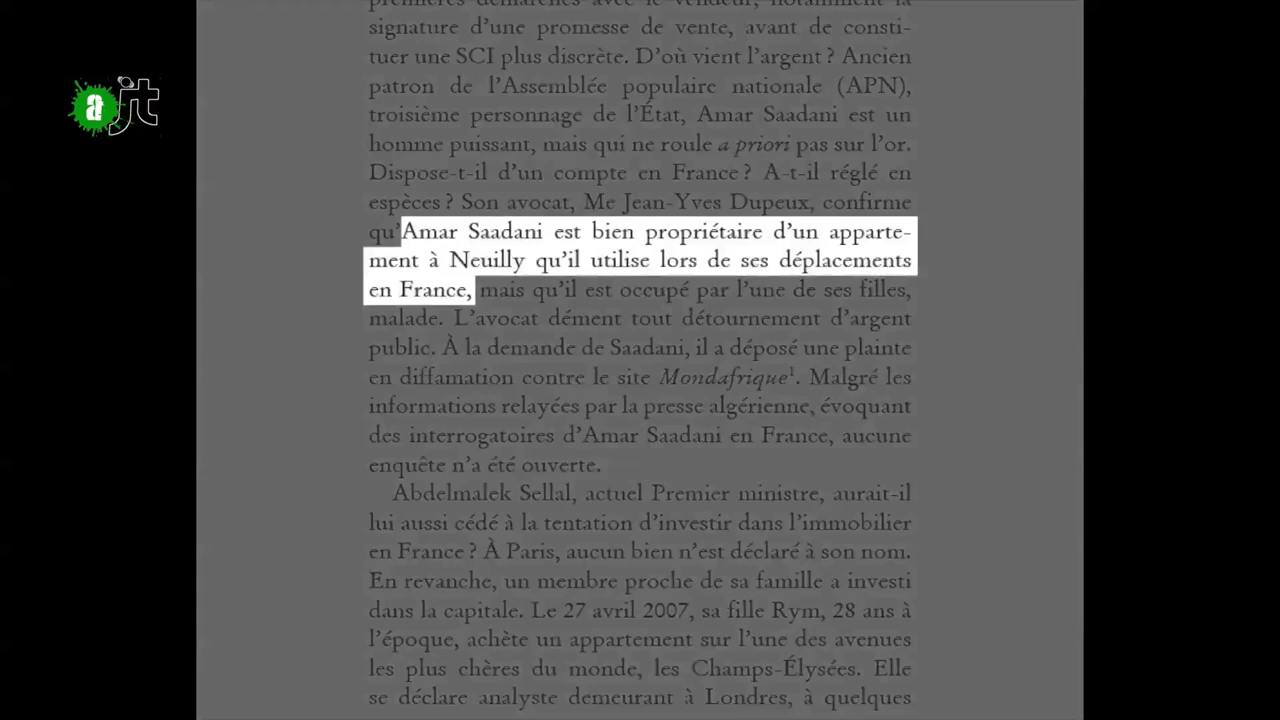 premières démarches avec le vendeur, notamment la
signature d'une promesse de vente, avant de consti-
tuer une SCI plus discrète. D'où vient l'argent ? Ancien
patron de l'Assemblée populaire nationale (APN),
troisième personnage de l'État, Amar Saadani est un
homme puissant, mais qui ne roule a priori pas sur l'or.
Dispose-t-il d'un compte en France ? A-t-il réglé en
espèces ? Son avocat, Me Jean-Yves Dupeux, confirme
qu'Amar Saadani est bien propriétaire d'un apparte-
ment à Neuilly qu'il utilise lors de ses déplacements
en France, mais qu'il est occupé par l'une de ses filles,
malade. L'avocat dément tout détournement d'argent
public. À la demande de Saadani, il a déposé une plainte
en diffamation contre le site Mondafrique¹. Malgré les
informations relayées par la presse algérienne, évoquant
des interrogatoires d'Amar Saadani en France, aucune
enquête n'a été ouverte.
Abdelmalek Sellal, actuel Premier ministre, aurait-il
lui aussi cédé à la tentation d'investir dans l'immobilier
en France ? À Paris, aucun bien n'est déclaré à son nom.
En revanche, un membre proche de sa famille a investi
dans la capitale. Le 27 avril 2007, sa fille Rym, 28 ans à
l'époque, achète un appartement sur l'une des avenues
les plus chères du monde, les Champs-Élysées. Elle
se déclare analyste demeurant à Londres, à quelques
a jt